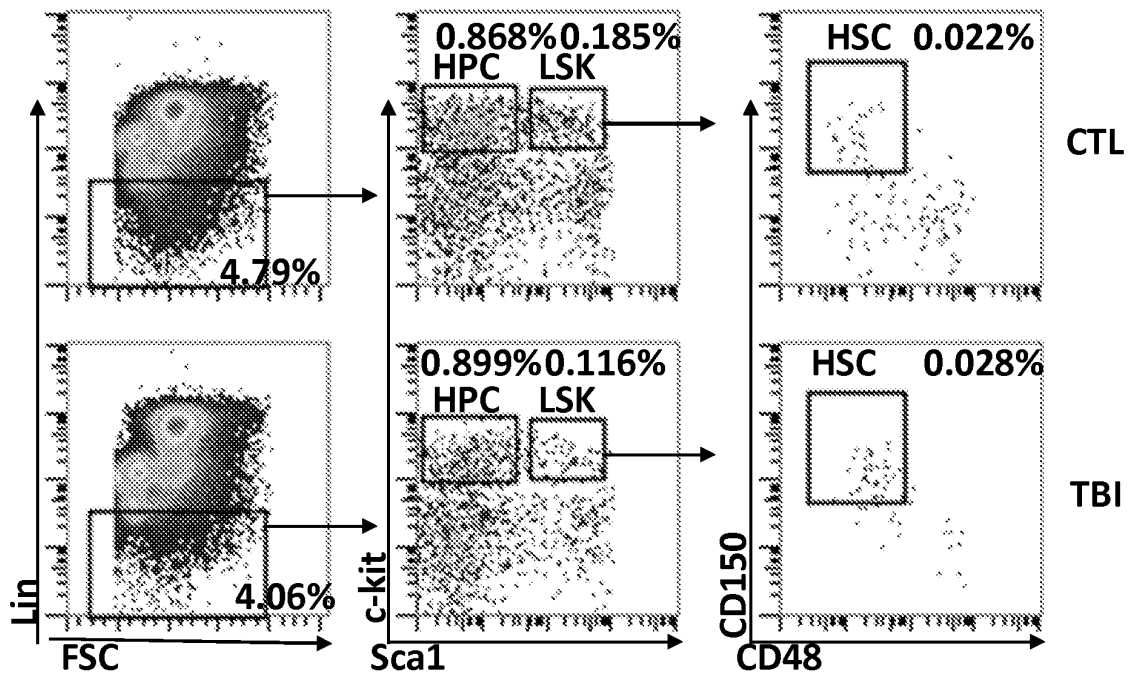 0.868% 0.185%
HPC LSK
HSC 0.022%
CTL
4.79%
0.899% 0.116%
HPC LSK
HSC 0.028%
TBI
4.06%
Lin
c-kit
CD150
FSC
Sca1
CD48